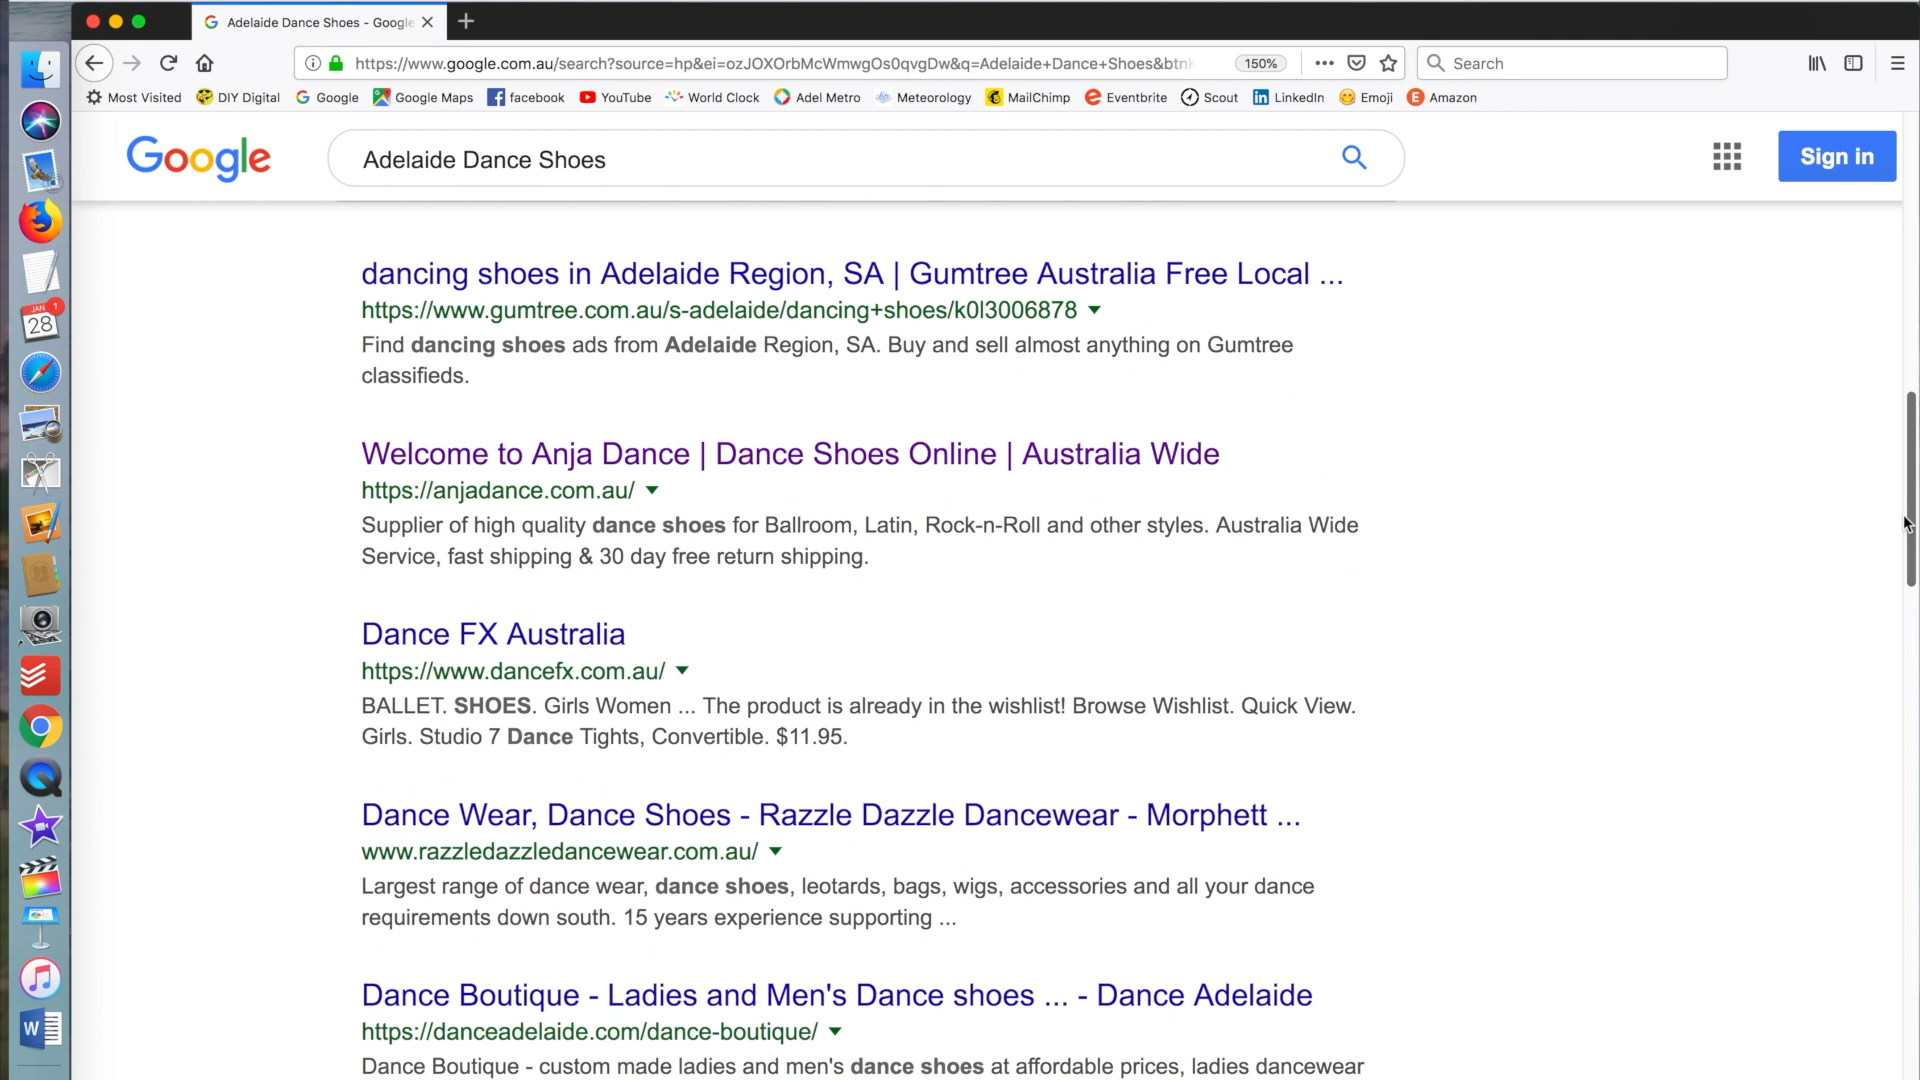 Adelaide Dance Shoes - Google
https://www.google.com.au/search?source=hp&ei=ozJOXOrbMcWmwgOs0qvgDw&q=Adelaide+Dance+Shoes&btn
150%
Search
Most Visited
DIY Digital
Google
Google Maps
facebook
YouTube
World Clock
Adel Metro
Meteorology
MailChimp
Eventbrite
Scout
LinkedIn
Emoji
Amazon
Google
Adelaide Dance Shoes
Sign in
dancing shoes in Adelaide Region, SA | Gumtree Australia Free Local ...
https://www.gumtree.com.au/s-adelaide/dancing+shoes/k0l3006878
Find dancing shoes ads from Adelaide Region, SA. Buy and sell almost anything on Gumtree
classifieds.
Welcome to Anja Dance | Dance Shoes Online | Australia Wide
https://anjadance.com.au/
Supplier of high quality dance shoes for Ballroom, Latin, Rock-n-Roll and other styles. Australia Wide
Service, fast shipping & 30 day free return shipping.
Dance FX Australia
https://www.dancefx.com.au/
BALLET. SHOES. Girls Women ... The product is already in the wishlist! Browse Wishlist. Quick View.
Girls. Studio 7 Dance Tights, Convertible. $11.95.
Dance Wear, Dance Shoes - Razzle Dazzle Dancewear - Morphett ...
www.razzledazzledancewear.com.au/
Largest range of dance wear, dance shoes, leotards, bags, wigs, accessories and all your dance
requirements down south. 15 years experience supporting ...
Dance Boutique - Ladies and Men's Dance shoes ... - Dance Adelaide
https://danceadelaide.com/dance-boutique/
Dance Boutique - custom made ladies and men's dance shoes at affordable prices, ladies dancewear
JAN
1
28
W